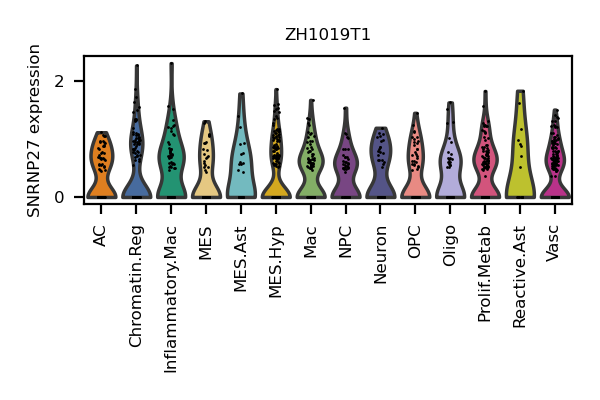 ZH1019T1
SNRNP27 expression
2
0
AC
Chromatin.Reg
Inflammatory.Mac
MES
MES.Ast
MES.Hyp
Mac
NPC
Neuron
OPC
Oligo
Prolif.Metab
Reactive.Ast
Vasc